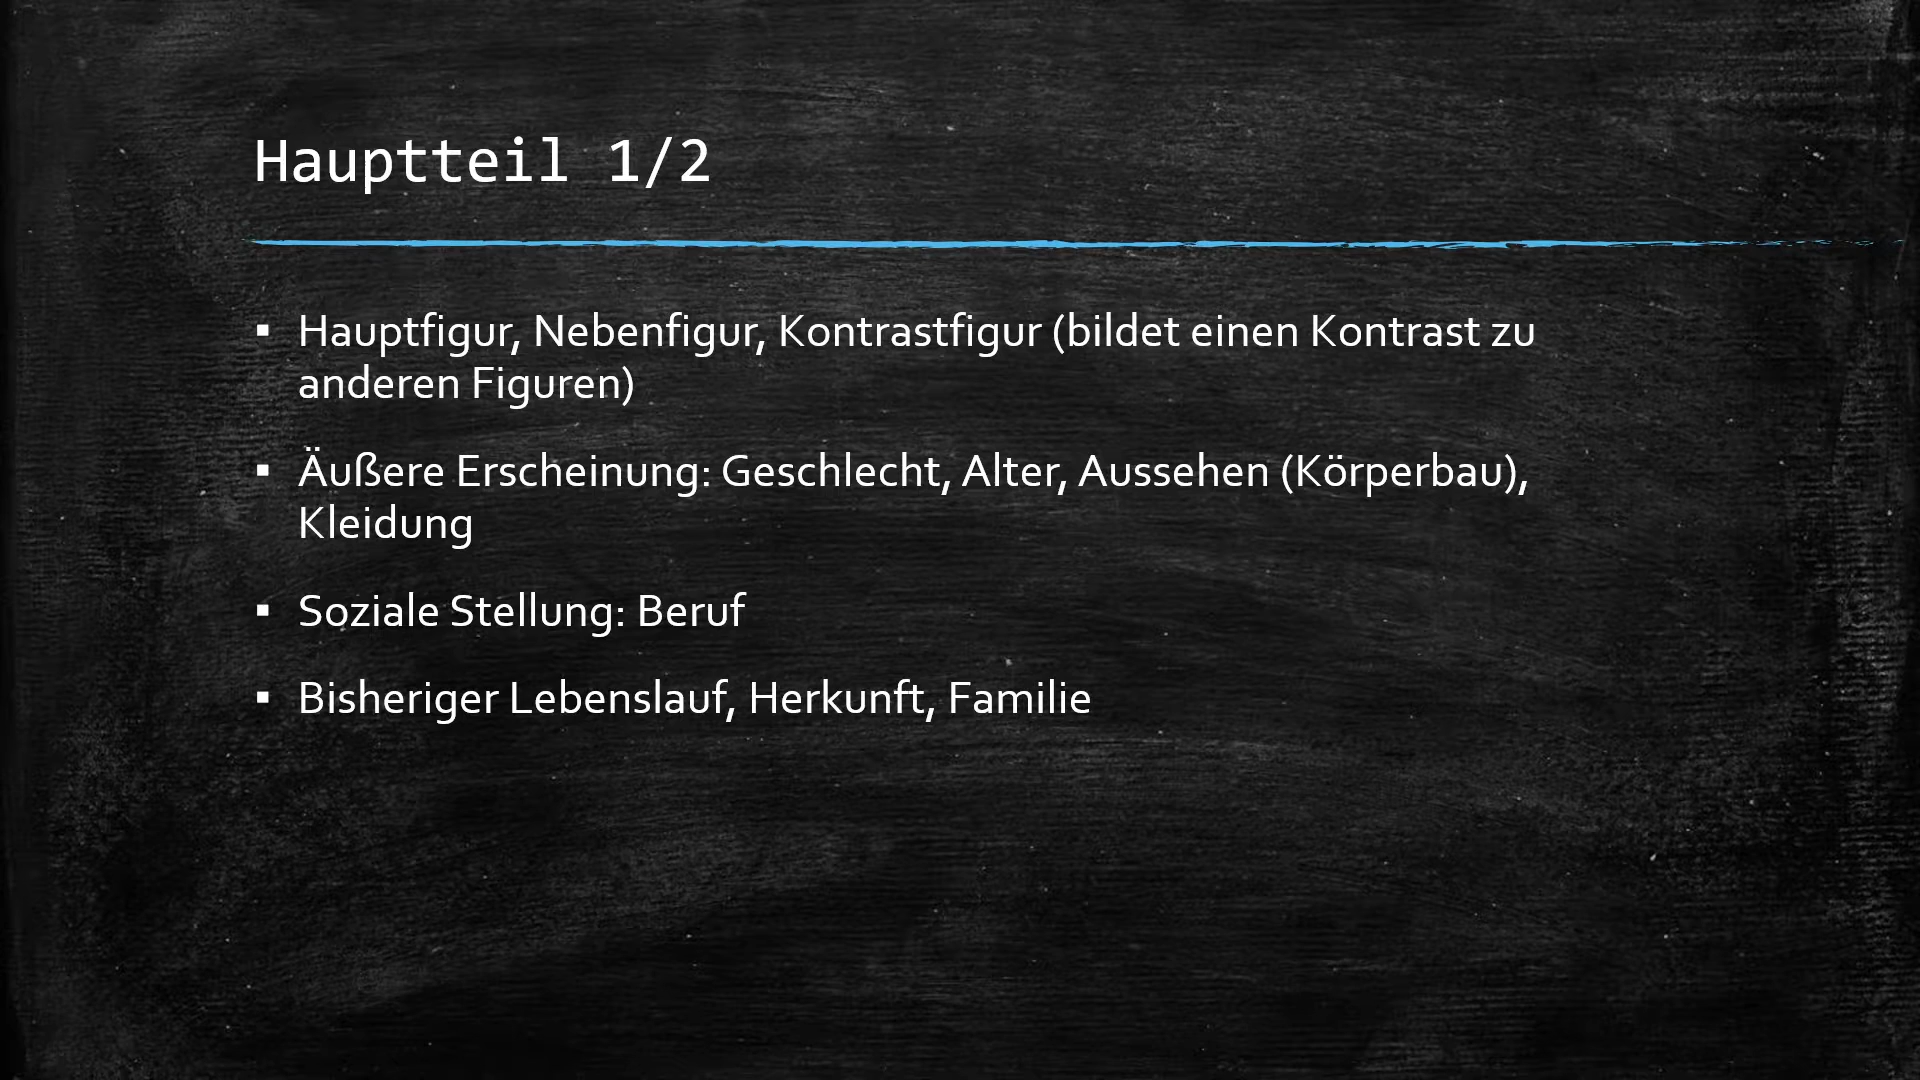 Hauptteil 1/2
▪ Hauptfigur, Nebenfigur, Kontrastfigur (bildet einen Kontrast zu
anderen Figuren)
▪ Äußere Erscheinung: Geschlecht, Alter, Aussehen (Körperbau),
Kleidung
▪ Soziale Stellung: Beruf
▪ Bisheriger Lebenslauf, Herkunft, Familie